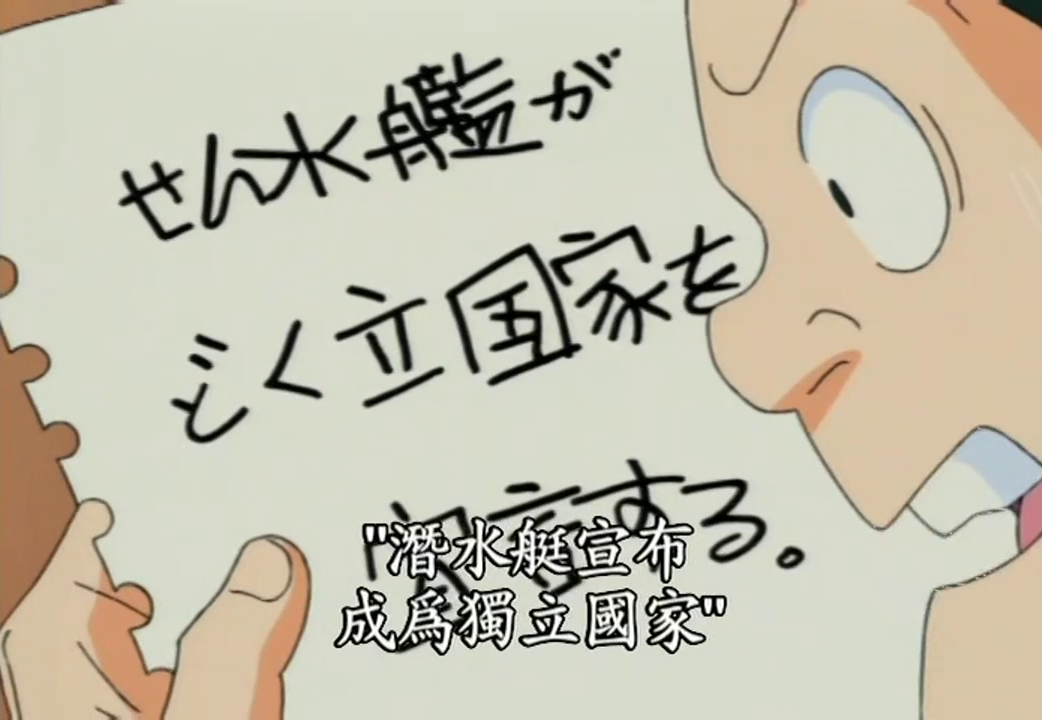 せん水艦が
どく立国家を
言する。
"潛水艇宣布
成爲獨立國家"